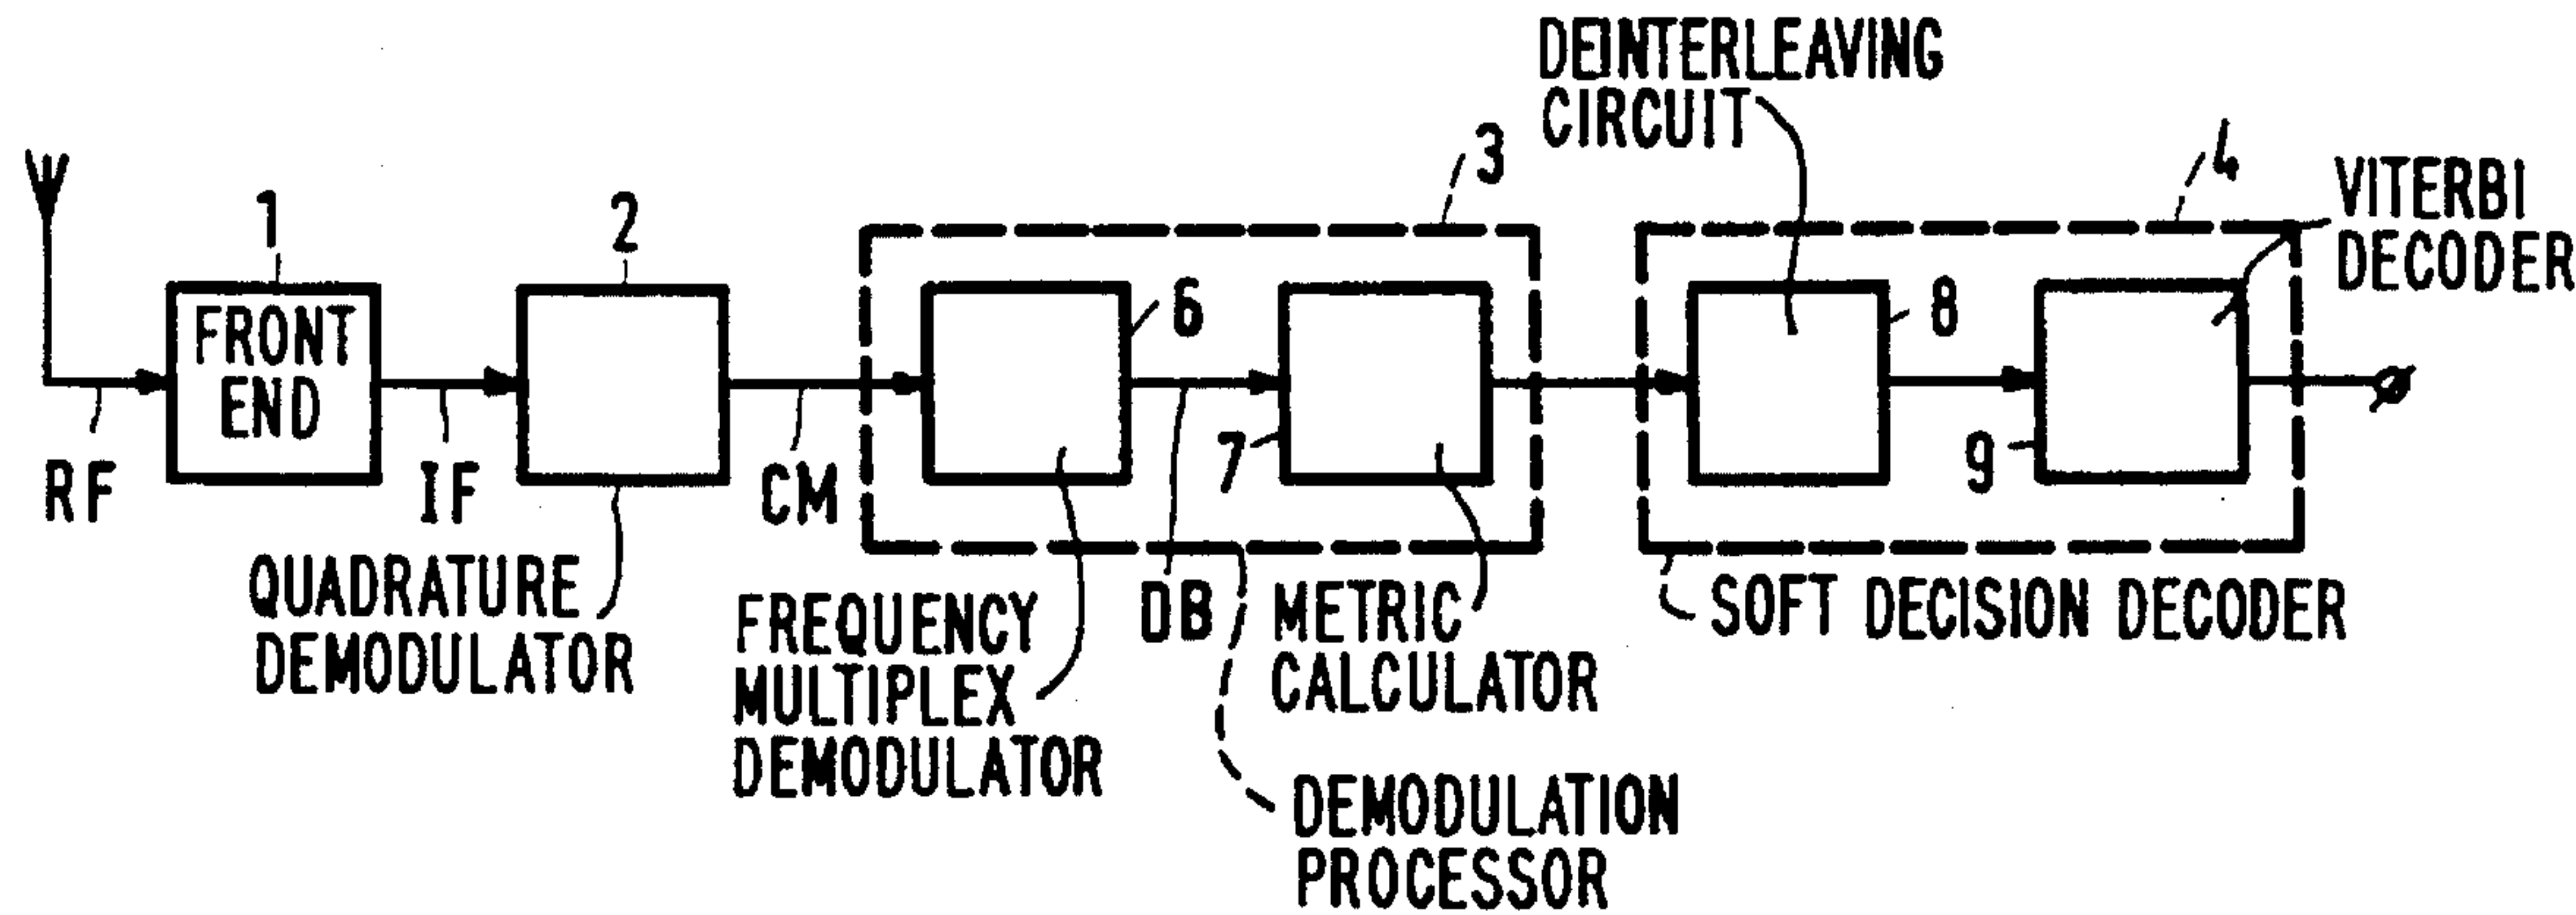 DEINTERLEAVING
CIRCUIT
3
4
VITERBI
DECODER
1
2
FRONT
END
6
8
RF
IF
CM
7
9
QUADRATURE
DEMODULATOR
FREQUENCY
MULTIPLEX
DEMODULATOR
DB
METRIC
CALCULATOR
SOFT DECISION DECODER
DEMODULATION
PROCESSOR